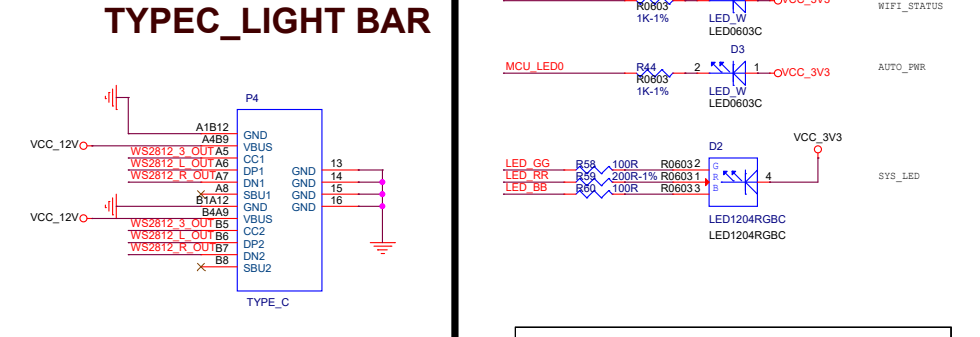 TYPEC_LIGHT BAR
P4
A1B12 GND
VCC_12V A4B9 VBUS
WS2812_3_OUT A5 CC1
WS2812_L_OUT A6 DP1 GND 13
WS2812_R_OUT A7 DN1 GND 14
A8 SBU1 GND 15
B1A12 GND GND 16
VCC_12V B4A9 VBUS
WS2812_3_OUT B5 CC2
WS2812_L_OUT B6 DP2
WS2812_R_OUT B7 DN2
B8 SBU2
TYPE_C
R0603 VCC_3V3 WIFI_STATUS
1K-1% LED_W
LED0603C
D3
MCU_LED0 R44 2 1 VCC_3V3 AUTO_PWR
R0603
1K-1% LED_W
LED0603C
D2 VCC_3V3
LED_GG R58 100R R0603 2 G
LED_RR R59 200R-1% R0603 1 R 4 SYS_LED
LED_BB R60 100R R0603 3 B
LED1204RGBC
LED1204RGBC